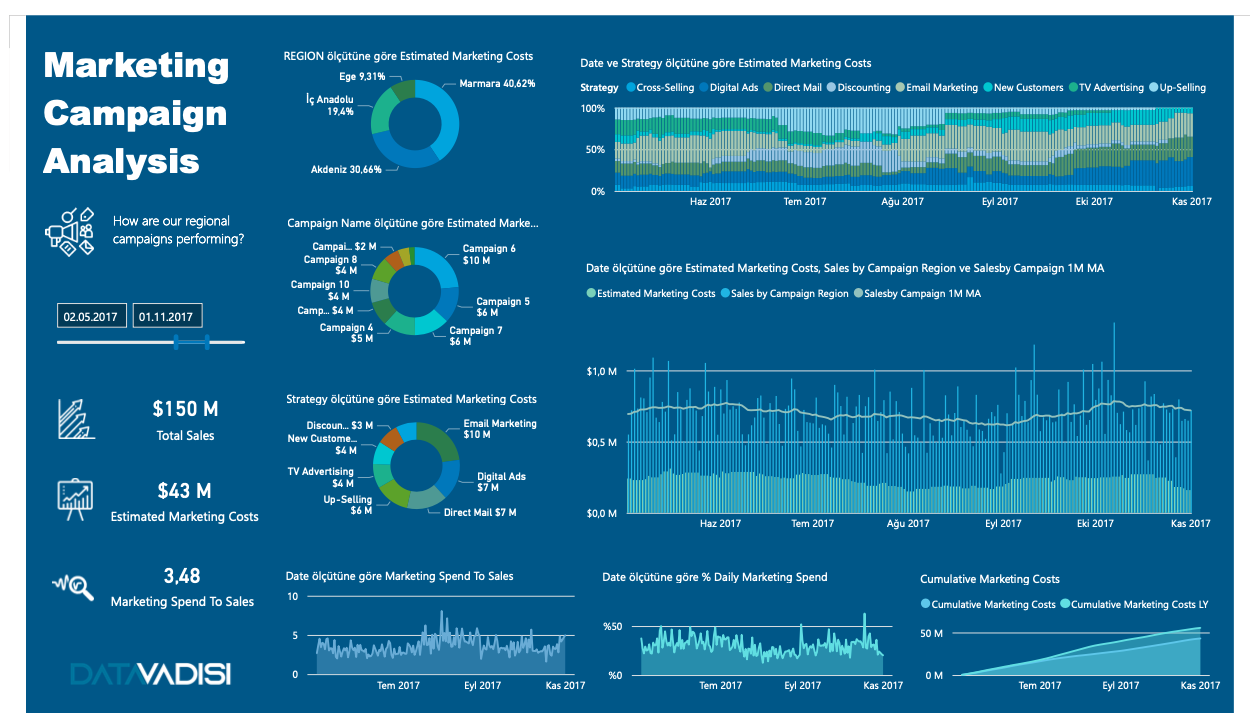 Marketing
Campaign
Analysis
How are our regional
campaigns performing?
02.05.2017
01.11.2017
$150 M
Total Sales
$43 M
Estimated Marketing Costs
3,48
Marketing Spend To Sales
DATAVADISI
REGION ölçütüne göre Estimated Marketing Costs
Ege 9,31%
Marmara 40,62%
İç Anadolu
19,4%
Akdeniz 30,66%
Campaign Name ölçütüne göre Estimated Marke...
Campai... $2 M
Campaign 6
$10 M
Campaign 8
$4 M
Campaign 10
$4 M
Campaign 5
$6 M
Camp... $4 M
Campaign 4
$5 M
Campaign 7
$6 M
Strategy ölçütüne göre Estimated Marketing Costs
Discoun... $3 M
Email Marketing
$10 M
New Custome...
$4 M
TV Advertising
$4 M
Digital Ads
$7 M
Up-Selling
$6 M
Direct Mail $7 M
Date ve Strategy ölçütüne göre Estimated Marketing Costs
Strategy Cross-Selling Digital Ads Direct Mail Discounting Email Marketing New Customers TV Advertising Up-Selling
100%
50%
0%
Haz 2017 Tem 2017 Ağu 2017 Eyl 2017 Eki 2017 Kas 2017
Date ölçütüne göre Estimated Marketing Costs, Sales by Campaign Region ve Salesby Campaign 1M MA
Estimated Marketing Costs Sales by Campaign Region Salesby Campaign 1M MA
$1,0 M
$0,5 M
$0,0 M
Haz 2017 Tem 2017 Ağu 2017 Eyl 2017 Eki 2017 Kas 2017
Date ölçütüne göre Marketing Spend To Sales
10
5
0
Tem 2017 Eyl 2017 Kas 2017
Date ölçütüne göre % Daily Marketing Spend
%50
%0
Tem 2017 Eyl 2017 Kas 2017
Cumulative Marketing Costs
Cumulative Marketing Costs Cumulative Marketing Costs LY
50 M
0 M
Tem 2017 Eyl 2017 Kas 2017